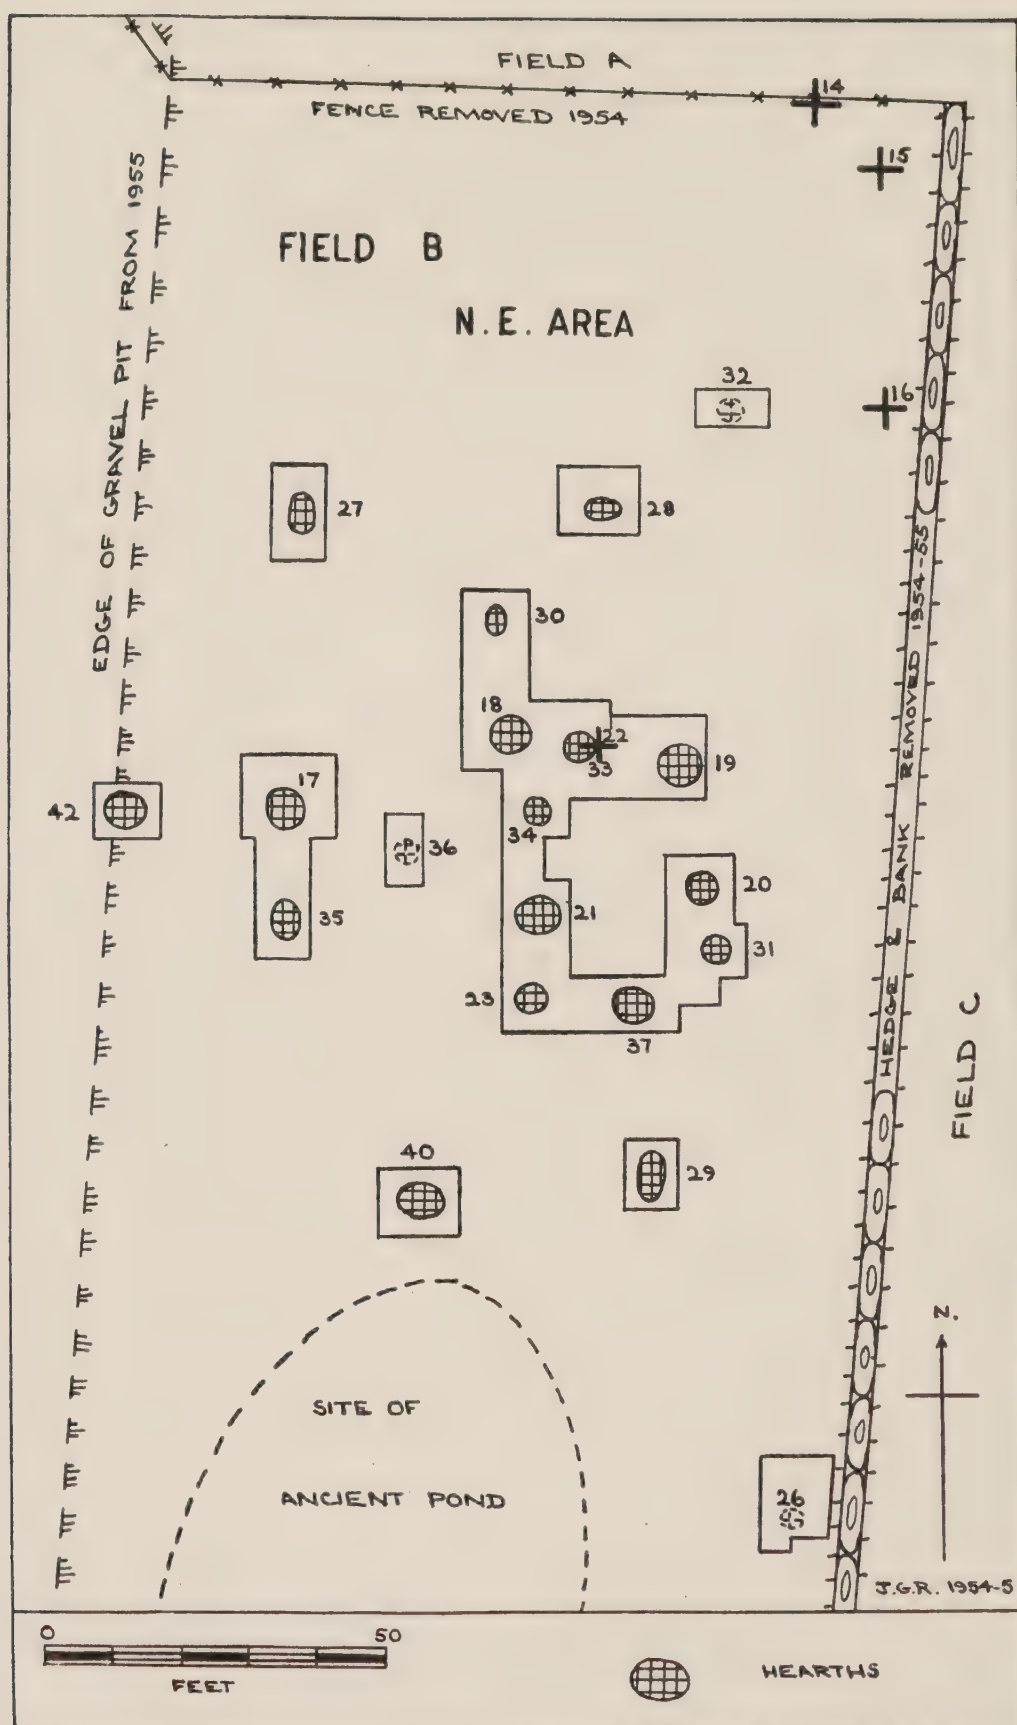 FIELD A
14
FENCE REMOVED 1954
15
EDGE OF GRAVEL PIT FROM 1955
FIELD B
N.E. AREA
32
16
27
28
30
18
22
33
19
42
17
34
36
20
21
35
31
23
37
HEDGE & BANK REMOVED 1954-55
FIELD C
40
29
N.
SITE OF
ANCIENT POND
26
J.G.R. 1954-5
0 50
FEET
HEARTHS